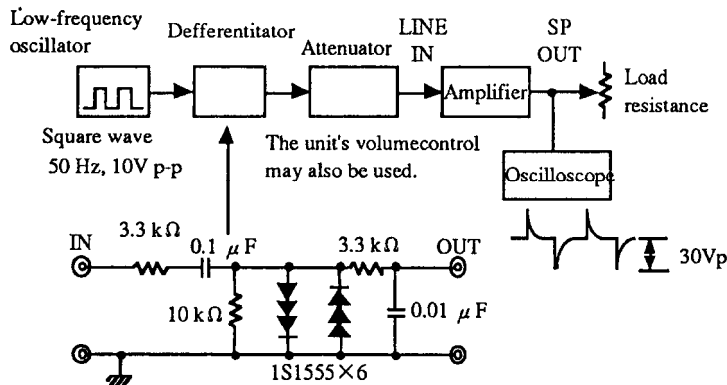 Low-frequency
oscillator
Defferentitator
Attenuator
LINE
IN
SP
OUT
Amplifier
Load
resistance
Square wave
50 Hz, 10V p-p
The unit's volumecontrol
may also be used.
Oscilloscope
30Vp
IN
3.3 kΩ
0.1 μF
3.3 kΩ
OUT
10 kΩ
0.01 μF
1S1555×6